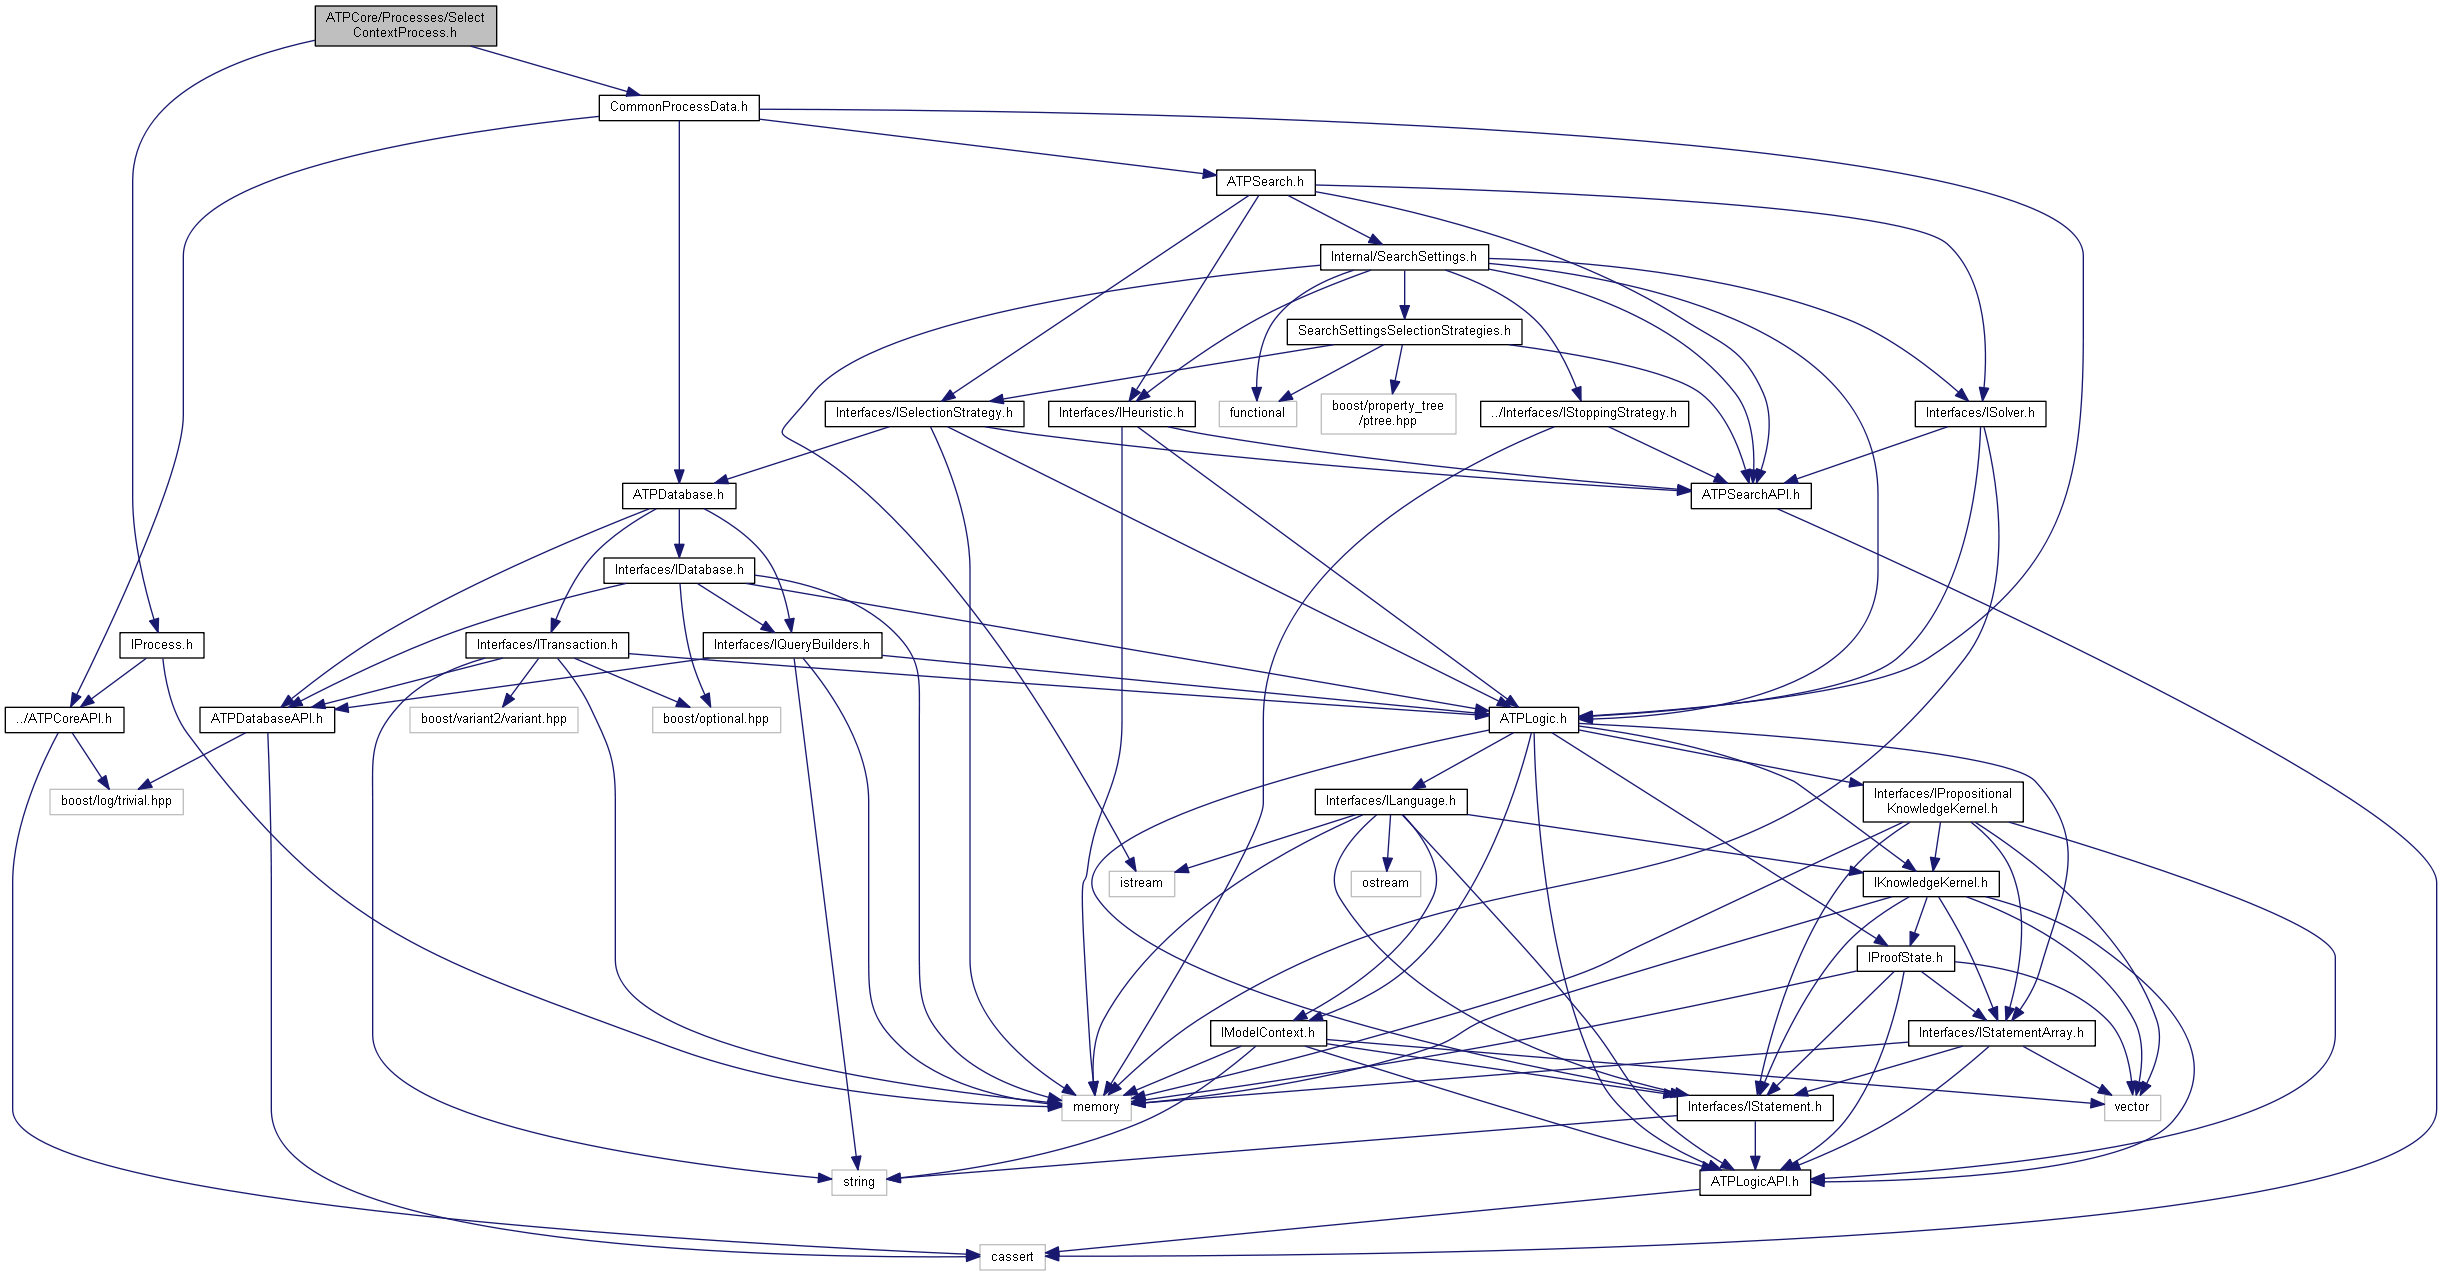 ATPCore/Processes/Select
ContextProcess.h
CommonProcessData.h
ATPSearch.h
Internal/SearchSettings.h
SearchSettingsSelectionStrategies.h
Interfaces/ISelectionStrategy.h
Interfaces/IHeuristic.h
functional
boost/property_tree
/ptree.hpp
../Interfaces/IStoppingStrategy.h
Interfaces/ISolver.h
ATPDatabase.h
ATPSearchAPI.h
Interfaces/IDatabase.h
IProcess.h
Interfaces/ITransaction.h
Interfaces/IQueryBuilders.h
../ATPCoreAPI.h
ATPDatabaseAPI.h
boost/variant2/variant.hpp
boost/optional.hpp
ATPLogic.h
boost/log/trivial.hpp
Interfaces/ILanguage.h
Interfaces/IPropositional
KnowledgeKernel.h
istream
ostream
IKnowledgeKernel.h
IProofState.h
IModelContext.h
Interfaces/IStatementArray.h
memory
Interfaces/IStatement.h
vector
string
ATPLogicAPI.h
cassert